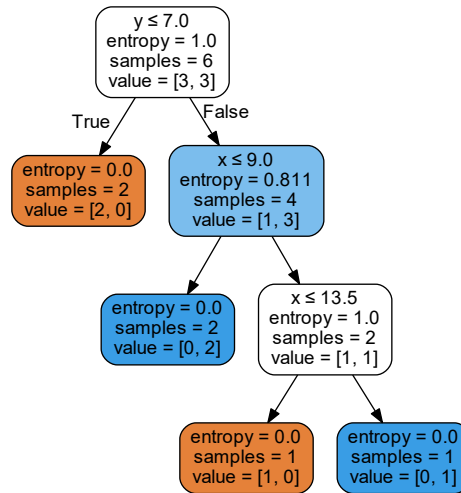 y ≤ 7.0
entropy = 1.0
samples = 6
value = [3, 3]
True
False
entropy = 0.0
samples = 2
value = [2, 0]
x ≤ 9.0
entropy = 0.811
samples = 4
value = [1, 3]
entropy = 0.0
samples = 2
value = [0, 2]
x ≤ 13.5
entropy = 1.0
samples = 2
value = [1, 1]
entropy = 0.0
samples = 1
value = [1, 0]
entropy = 0.0
samples = 1
value = [0, 1]